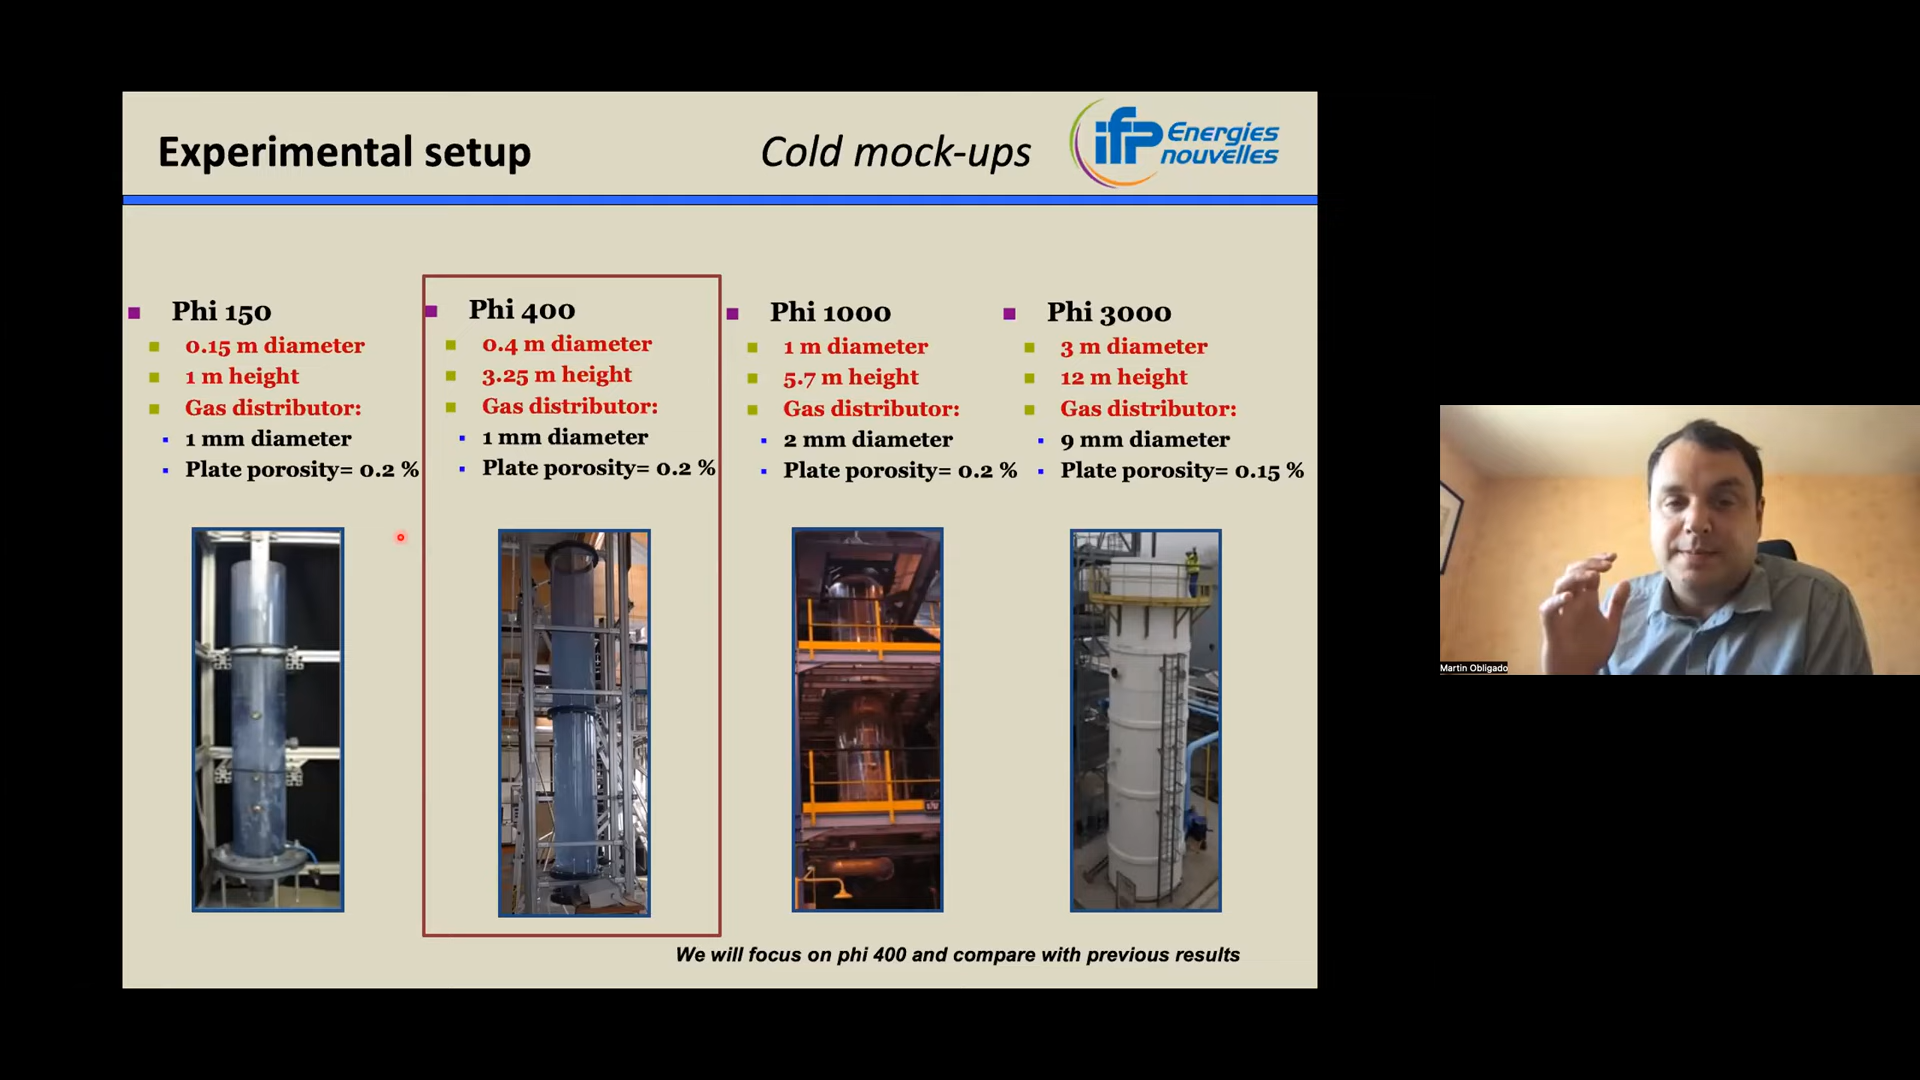 Experimental setup
Cold mock-ups
ifp Energies
nouvelles
Phi 150
0.15 m diameter
1 m height
Gas distributor:
1 mm diameter
Plate porosity= 0.2 %
Phi 400
0.4 m diameter
3.25 m height
Gas distributor:
1 mm diameter
Plate porosity= 0.2 %
Phi 1000
1 m diameter
5.7 m height
Gas distributor:
2 mm diameter
Plate porosity= 0.2 %
Phi 3000
3 m diameter
12 m height
Gas distributor:
9 mm diameter
Plate porosity= 0.15 %
We will focus on phi 400 and compare with previous results
Martin Obligado